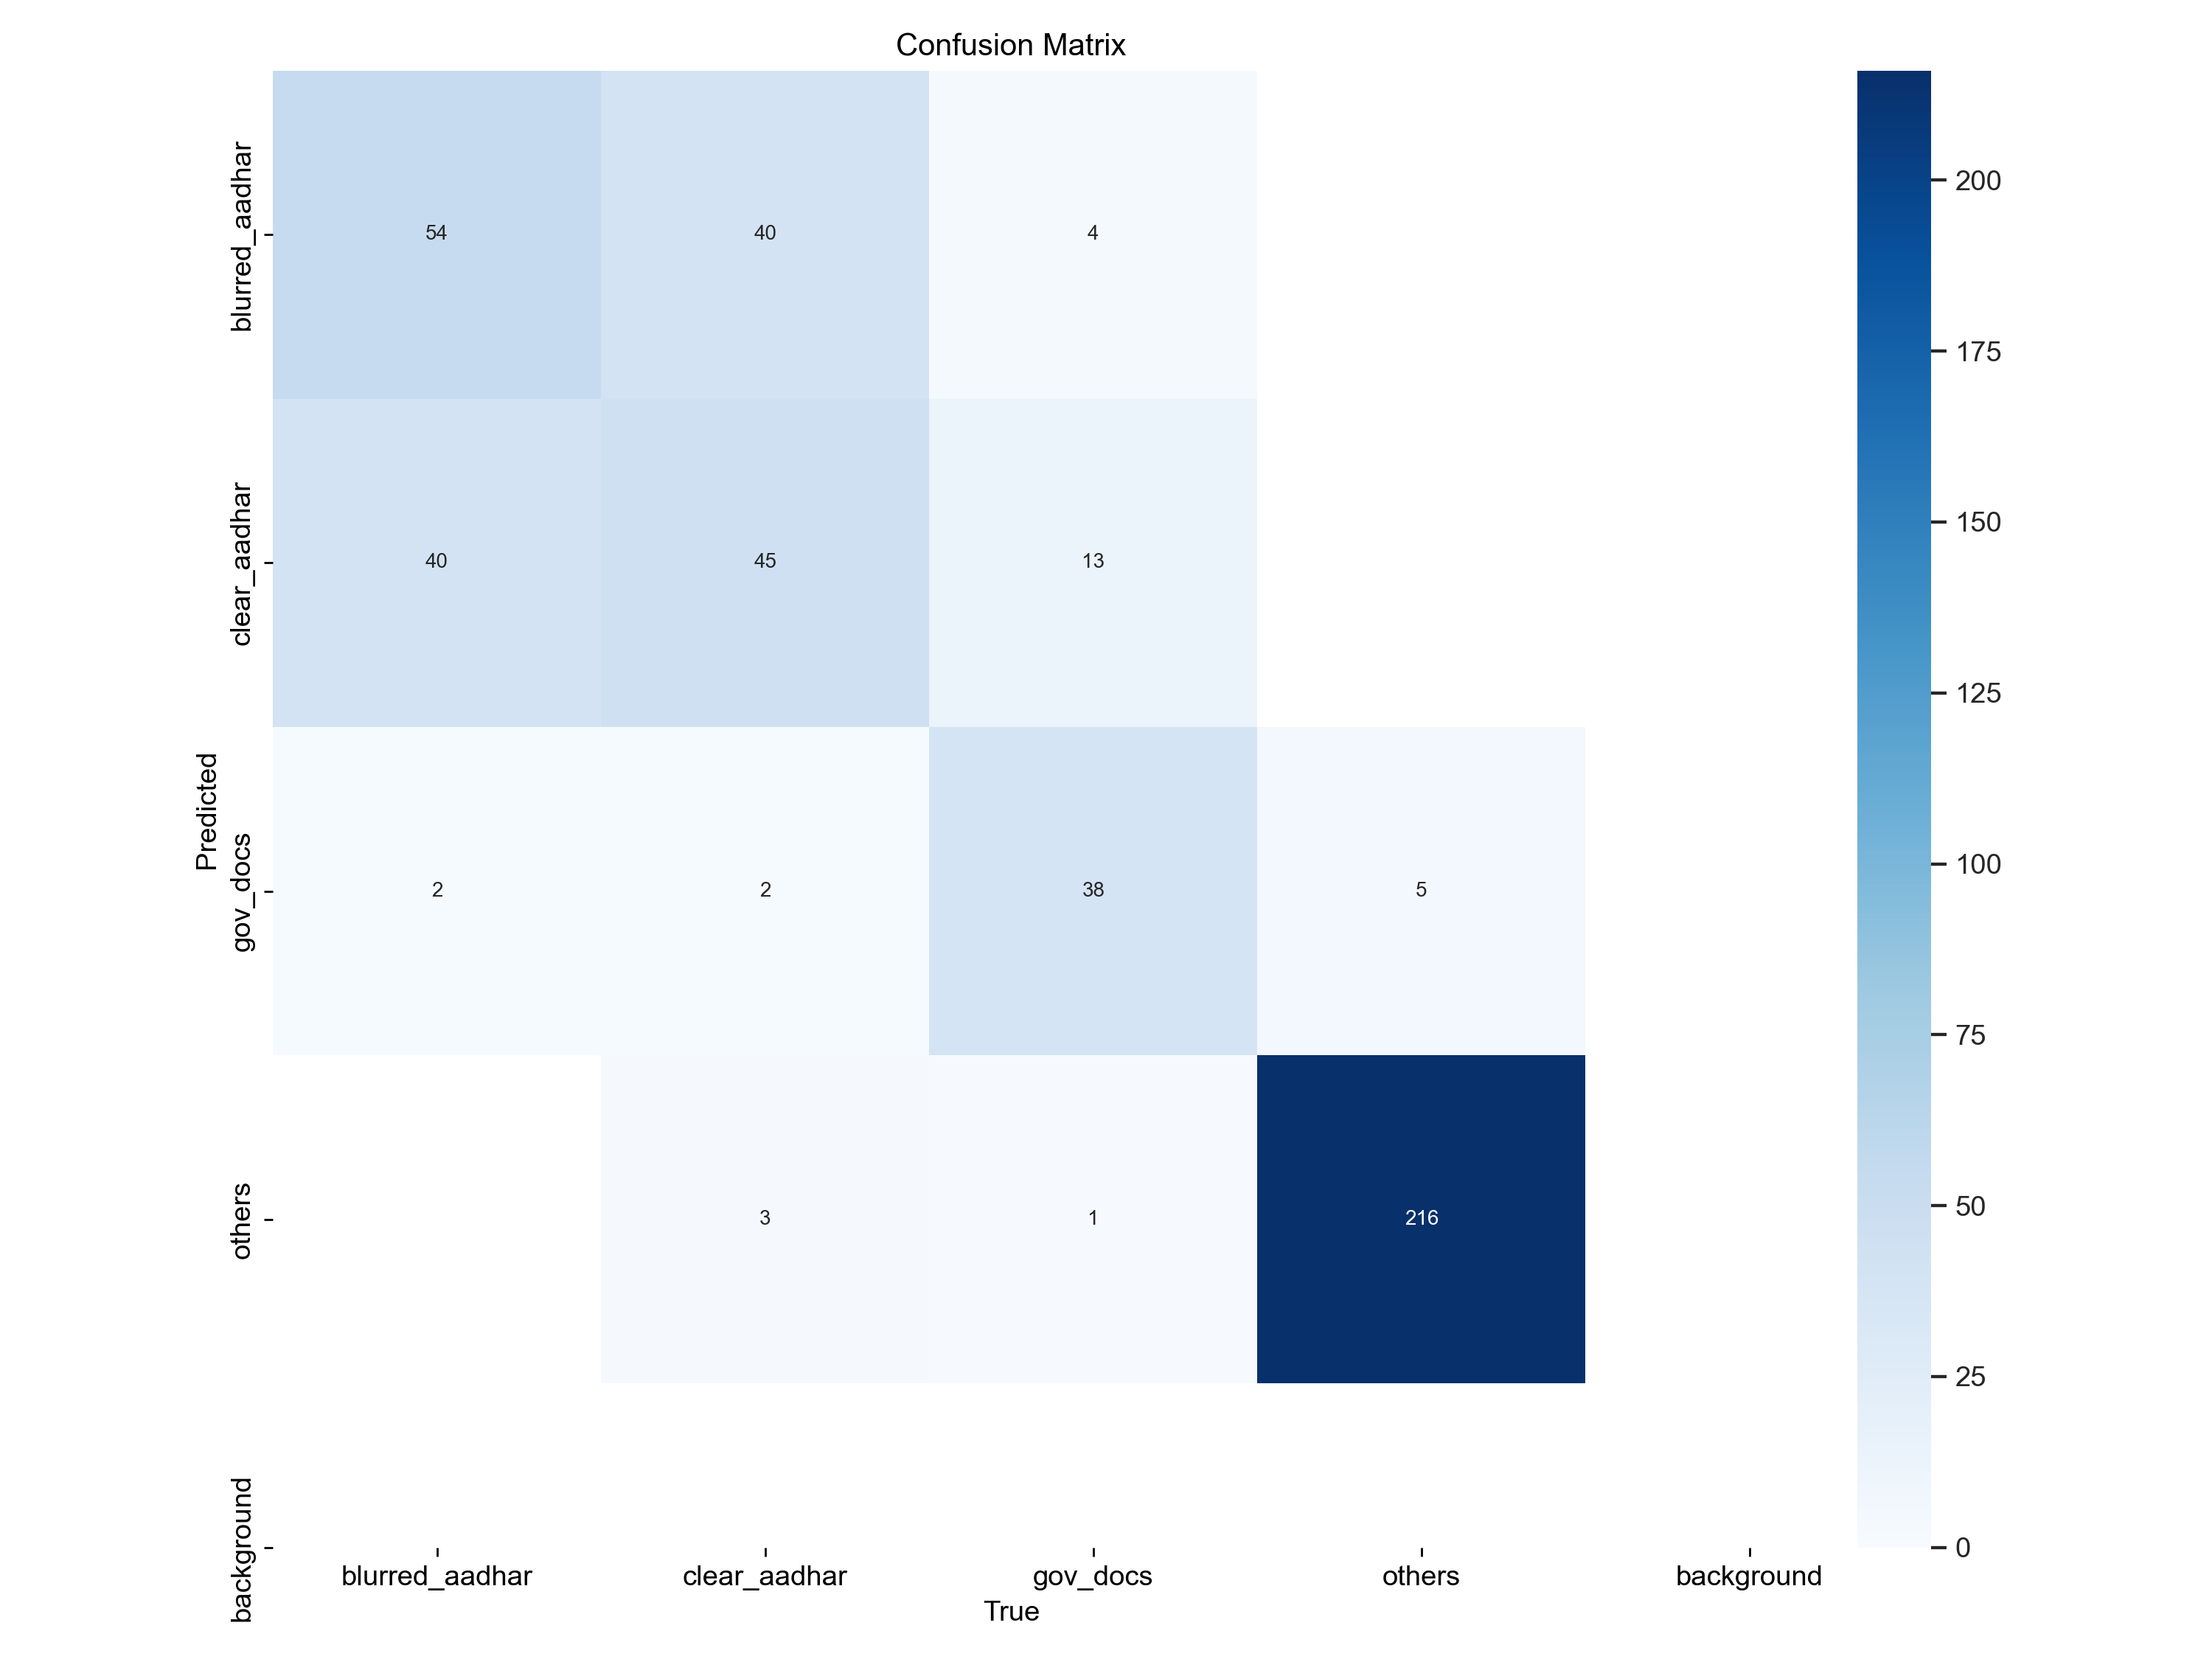 Confusion Matrix
blurred_aadhar
54 40 4
clear_aadhar
40 45 13
Predicted
gov_docs
2 2 38 5
others
3 1 216
background
blurred_aadhar clear_aadhar gov_docs others background
True
200
175
150
125
100
75
50
25
0